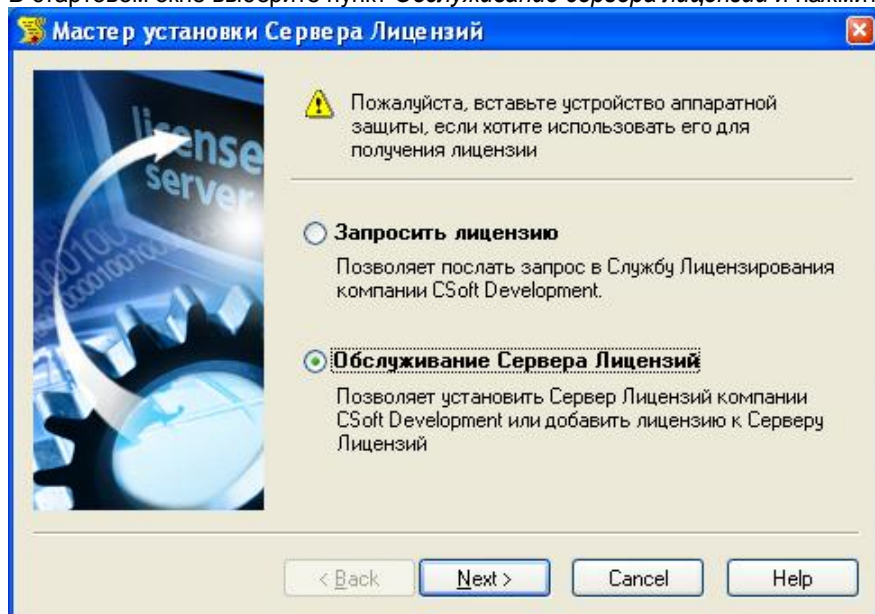 В стартовом окне выберите пункт Обслуживание сервера лицензий и нажмит
Мастер установки Сервера Лицензий
license
server
Пожалуйста, вставьте устройство аппаратной
защиты, если хотите использовать его для
получения лицензии
Запросить лицензию
Позволяет послать запрос в Службу Лицензирования
компании CSoft Development.
Обслуживание Сервера Лицензий
Позволяет установить Сервер Лицензий компании
CSoft Development или добавить лицензию к Серверу
Лицензий
< Back
Next >
Cancel
Help